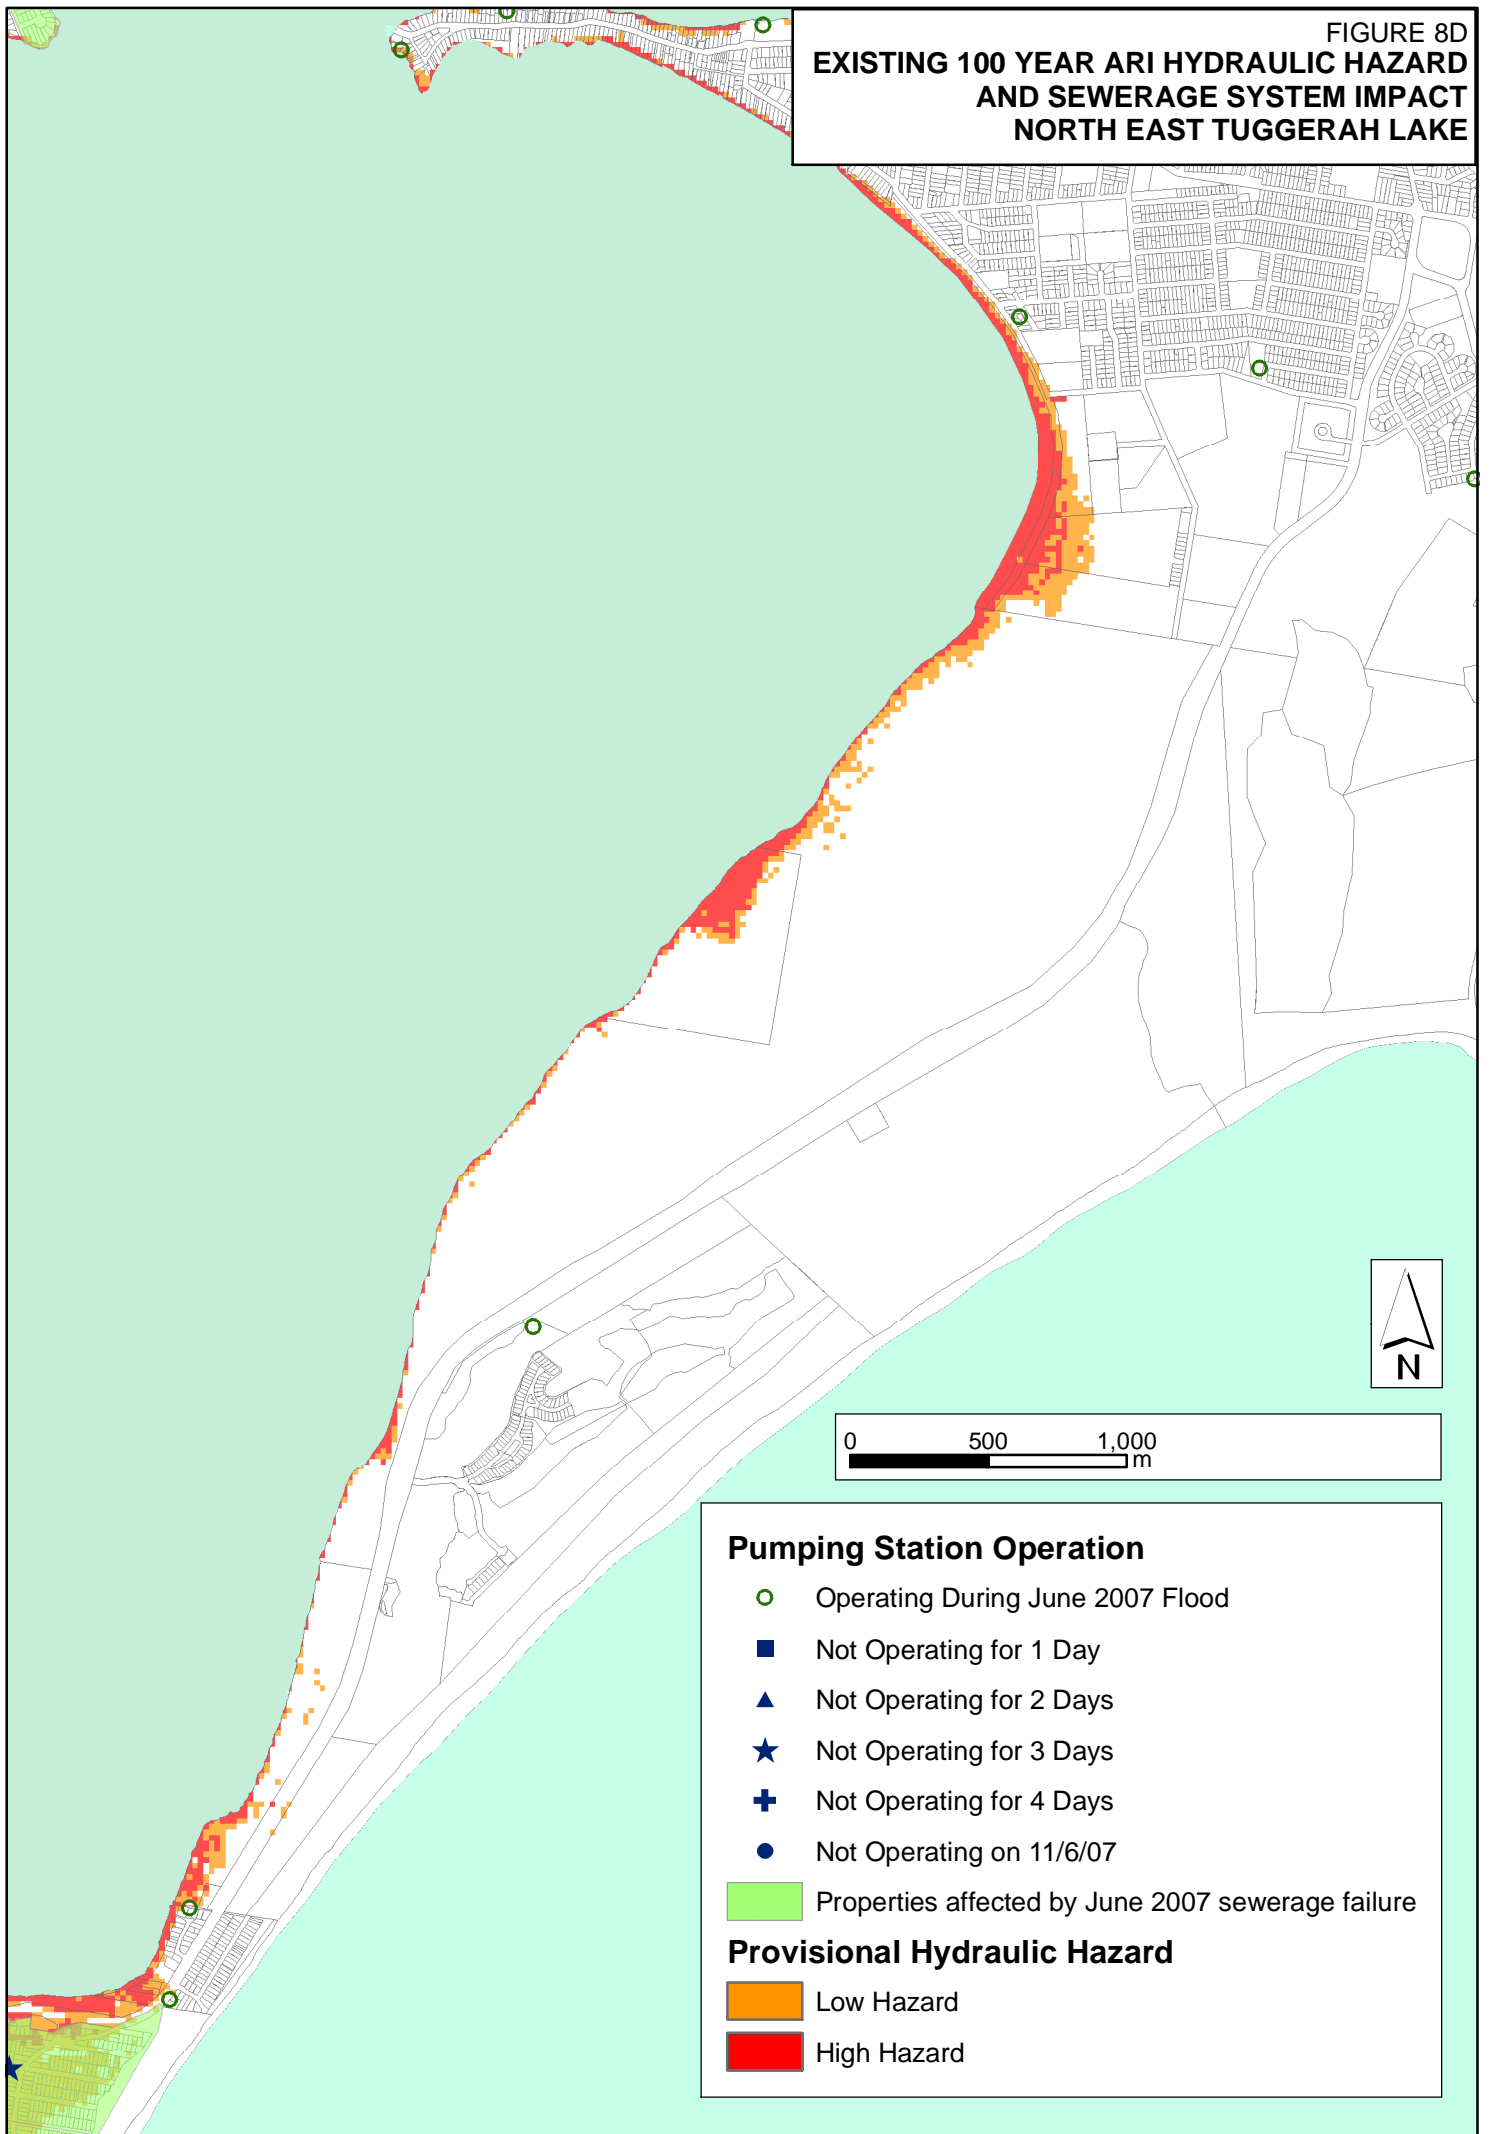 FIGURE 8D
EXISTING 100 YEAR ARI HYDRAULIC HAZARD
AND SEWERAGE SYSTEM IMPACT
NORTH EAST TUGGERAH LAKE
N
0 500 1,000
m
Pumping Station Operation
Operating During June 2007 Flood
Not Operating for 1 Day
Not Operating for 2 Days
Not Operating for 3 Days
Not Operating for 4 Days
Not Operating on 11/6/07
Properties affected by June 2007 sewerage failure
Provisional Hydraulic Hazard
Low Hazard
High Hazard